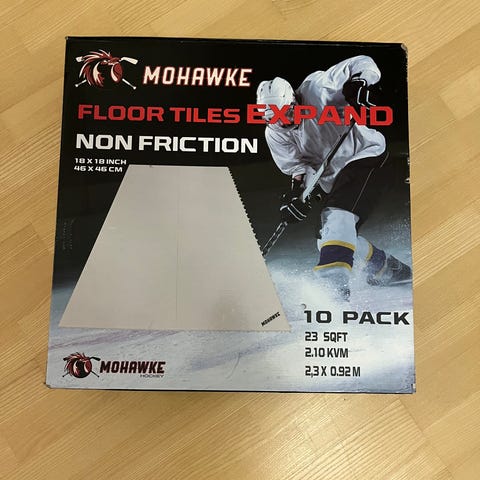 MOHAWKE
FLOOR TILES EXPAND
NON FRICTION
18 X 18 INCH
46 X 46 CM
MOHAWKE
10 PACK
23 SQFT
2.10 KVM
2,3 X 0.92 M
MOHAWKE
HOCKEY